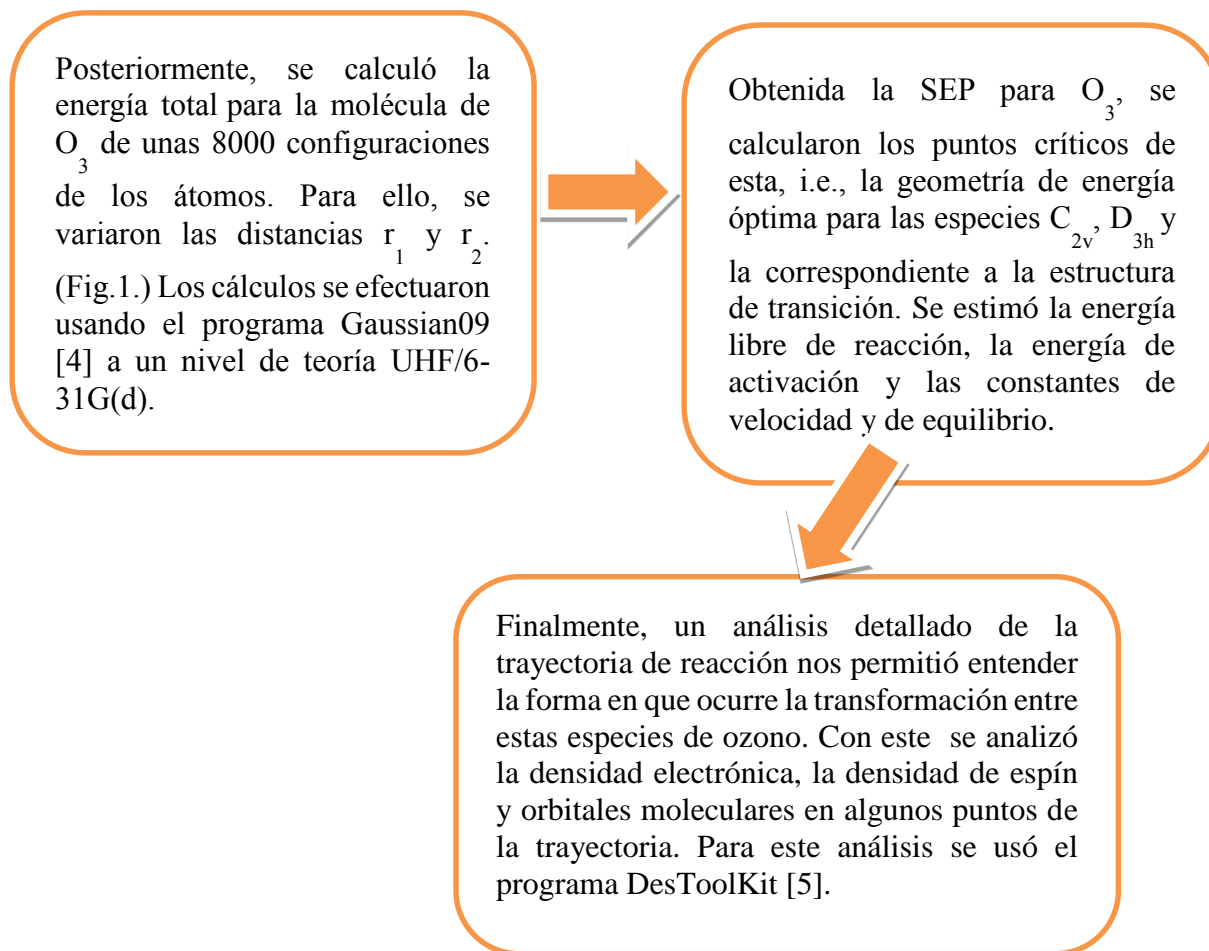 Posteriormente, se calculó la
energía total para la molécula de
O₃ de unas 8000 configuraciones
de los átomos. Para ello, se
variaron las distancias r₁ y r₂.
(Fig.1.) Los cálculos se efectuaron
usando el programa Gaussian09
[4] a un nivel de teoría UHF/6-
31G(d).
Obtenida la SEP para O₃, se
calcularon los puntos críticos de
esta, i.e., la geometría de energía
óptima para las especies C₂ᵥ, D₃ₕ y
la correspondiente a la estructura
de transición. Se estimó la energía
libre de reacción, la energía de
activación y las constantes de
velocidad y de equilibrio.
Finalmente, un análisis detallado de la
trayectoria de reacción nos permitió entender
la forma en que ocurre la transformación entre
estas especies de ozono. Con este se analizó
la densidad electrónica, la densidad de espín
y orbitales moleculares en algunos puntos de
la trayectoria. Para este análisis se usó el
programa DesToolKit [5].